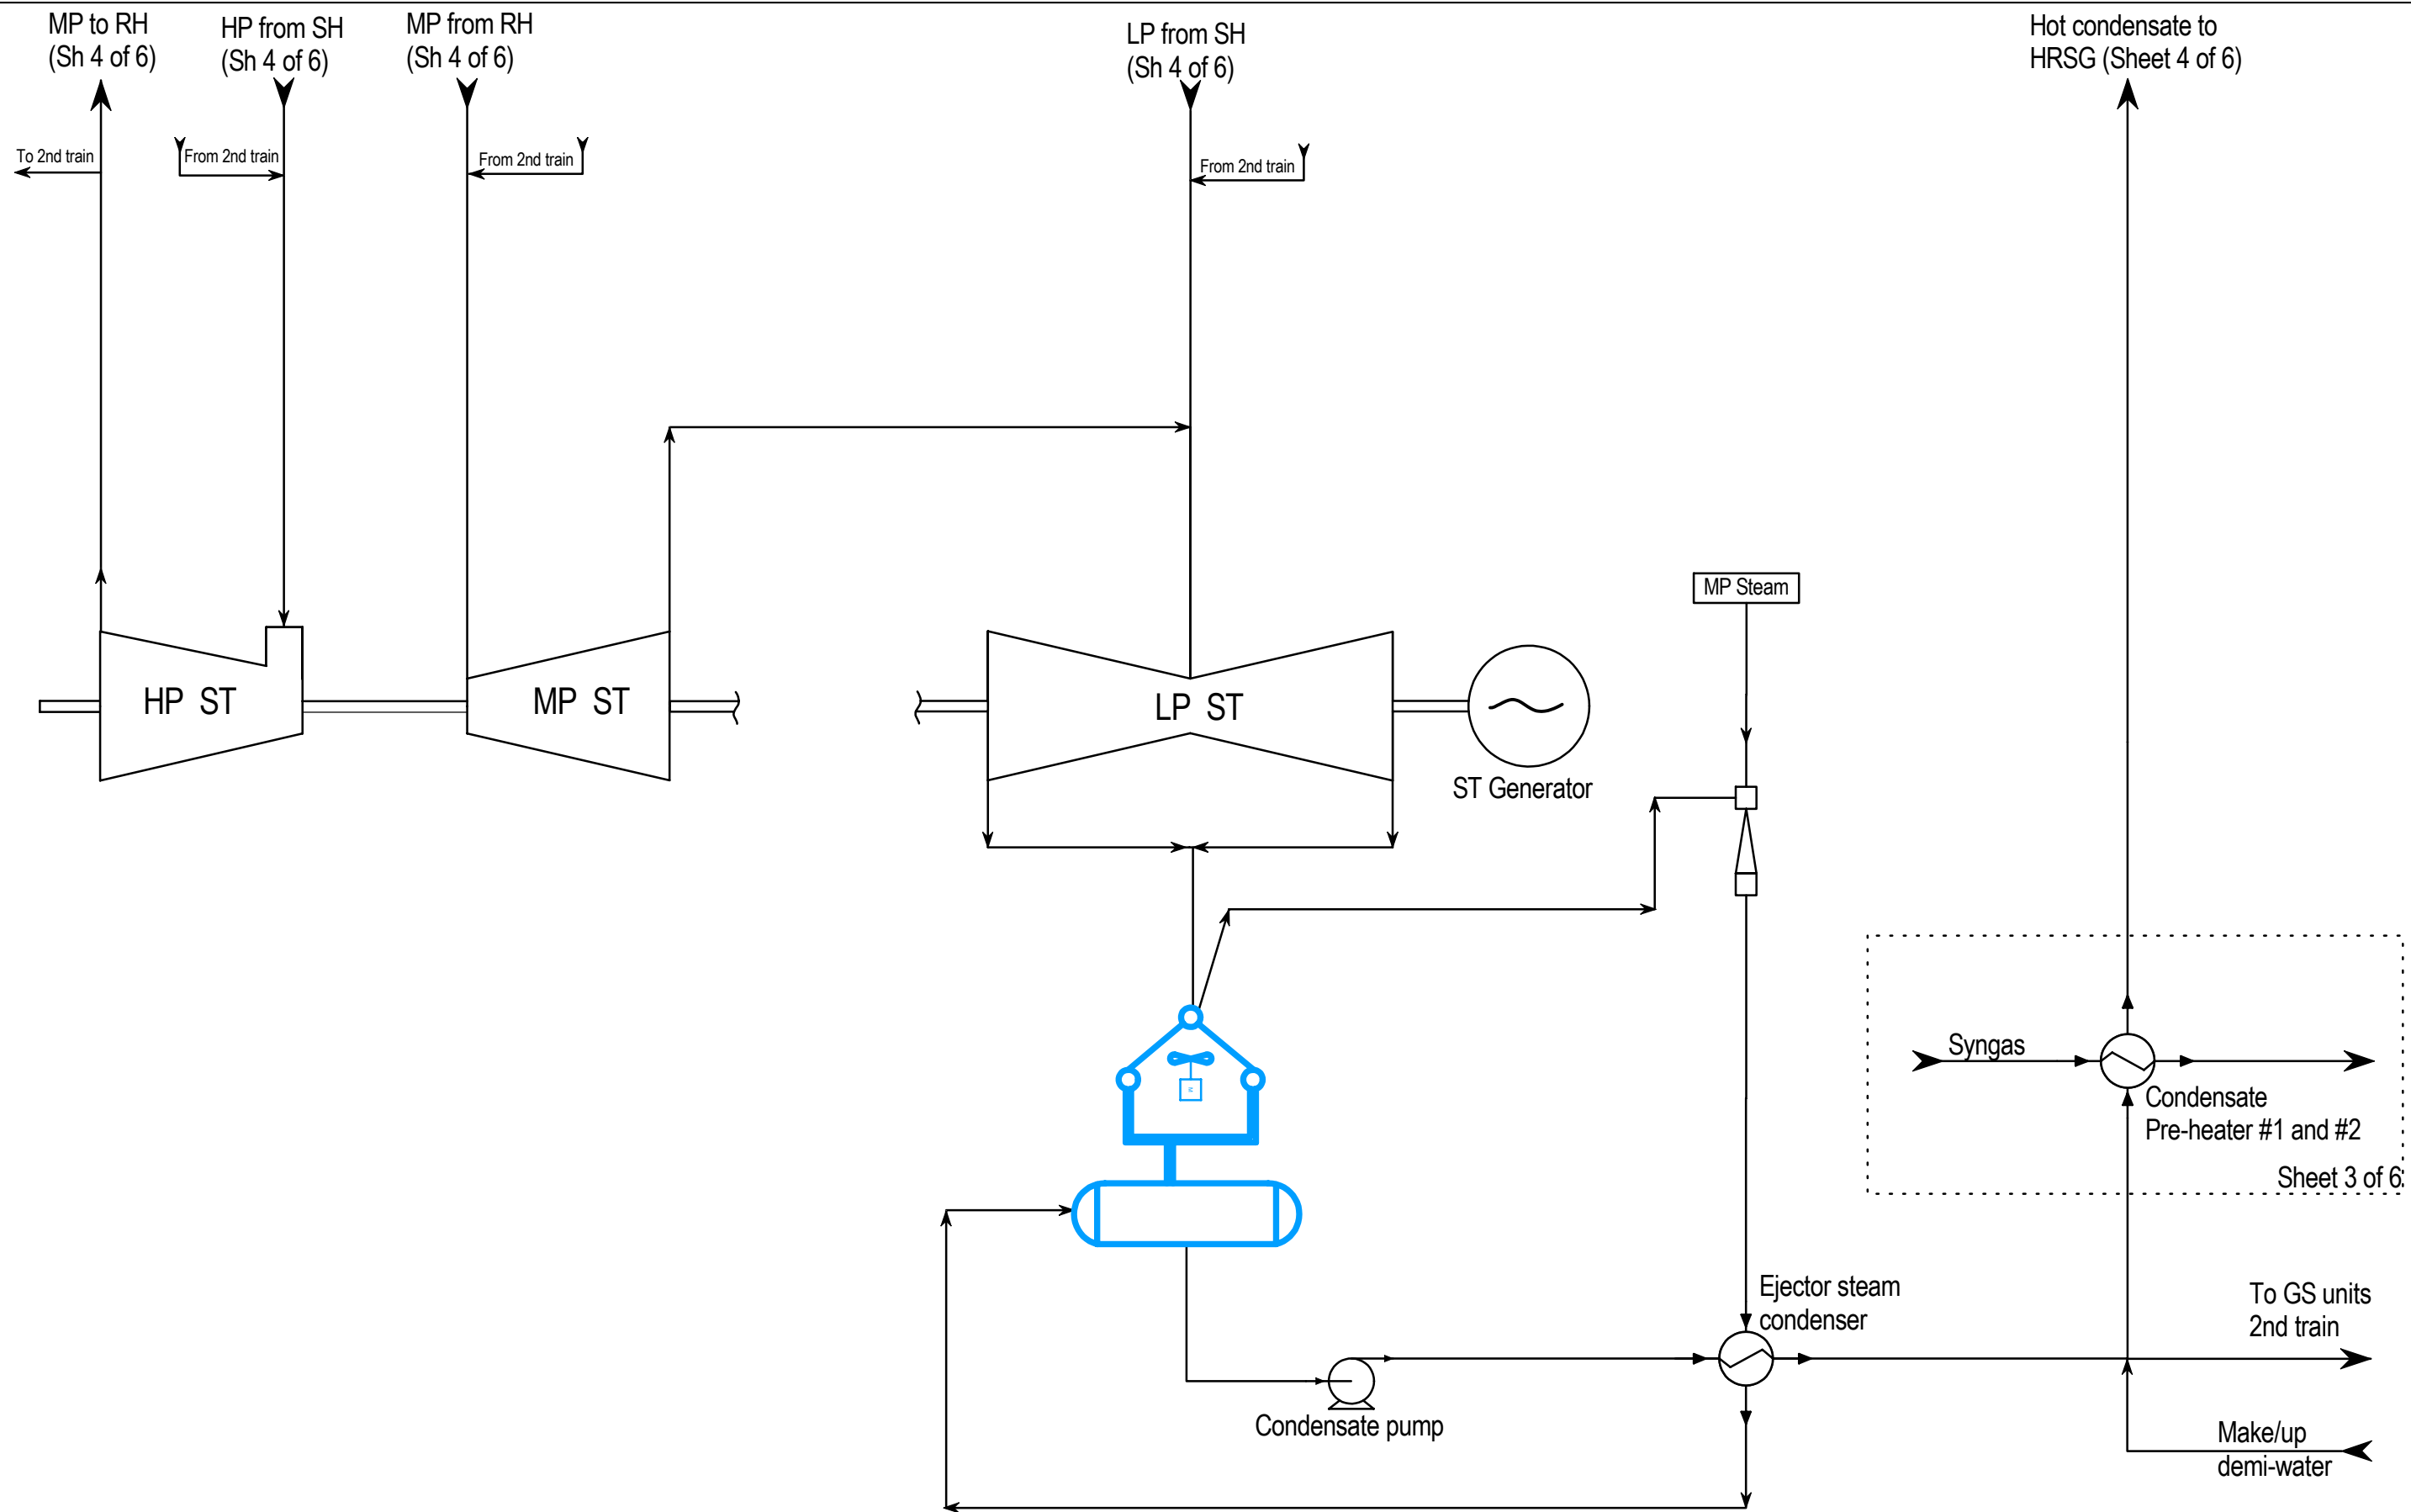 MP to RH
(Sh 4 of 6)
HP from SH
(Sh 4 of 6)
MP from RH
(Sh 4 of 6)
LP from SH
(Sh 4 of 6)
Hot condensate to
HRSG (Sheet 4 of 6)
To 2nd train
From 2nd train
From 2nd train
From 2nd train
MP Steam
HP ST
MP ST
LP ST
ST Generator
Syngas
Condensate
Pre-heater #1 and #2
Sheet 3 of 6
Ejector steam
condenser
To GS units
2nd train
Condensate pump
Make/up
demi-water